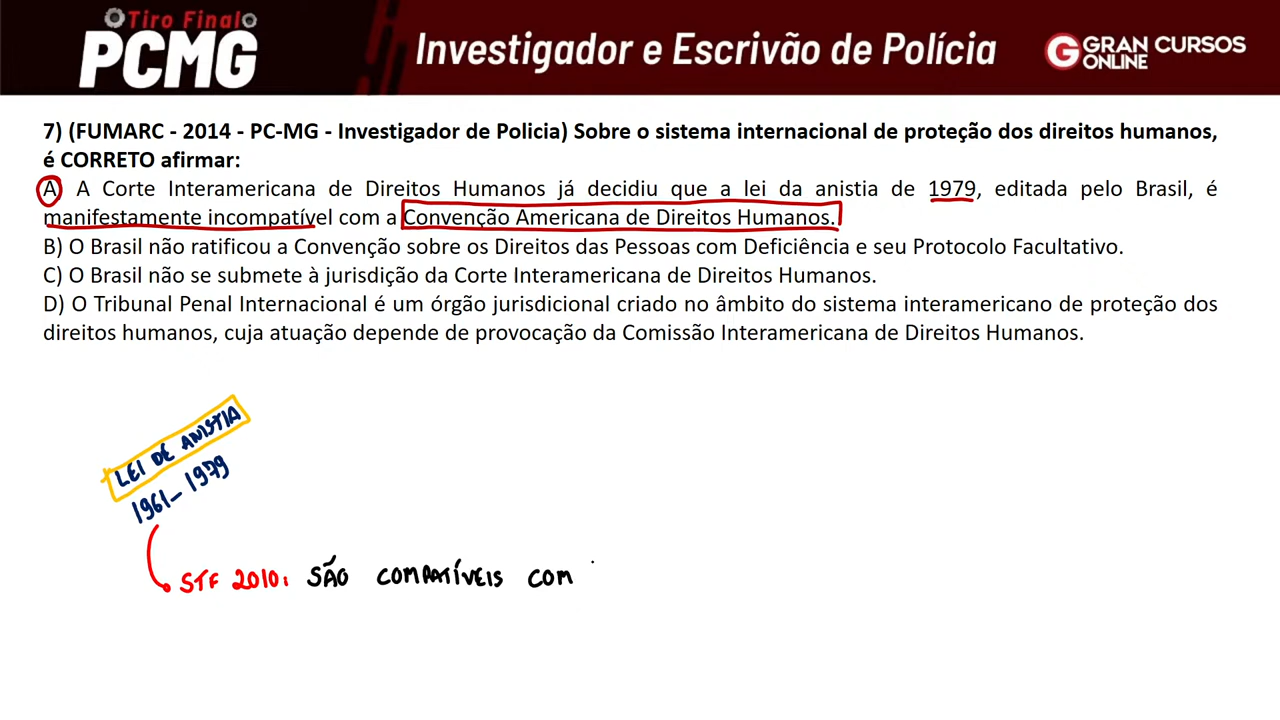 Tiro Final
PCMG
Investigador e Escrivão de Polícia
GRAN CURSOS
ONLINE
7) (FUMARC - 2014 - PC-MG - Investigador de Policia) Sobre o sistema internacional de proteção dos direitos humanos,
é CORRETO afirmar:
A A Corte Interamericana de Direitos Humanos já decidiu que a lei da anistia de 1979, editada pelo Brasil, é
manifestamente incompatível com a Convenção Americana de Direitos Humanos.
B) O Brasil não ratificou a Convenção sobre os Direitos das Pessoas com Deficiência e seu Protocolo Facultativo.
C) O Brasil não se submete à jurisdição da Corte Interamericana de Direitos Humanos.
D) O Tribunal Penal Internacional é um órgão jurisdicional criado no âmbito do sistema interamericano de proteção dos
direitos humanos, cuja atuação depende de provocação da Comissão Interamericana de Direitos Humanos.
LEI DE ANISTIA
1961-1979
STF 2010: SÃO COMPATÍVEIS COM